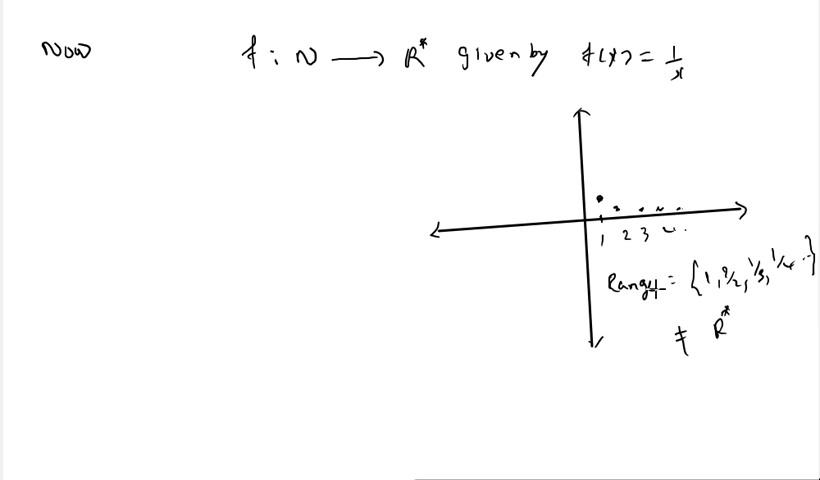 Now f : N → R* given by f(x) = 1/x
1 2 3 4 .
Range = {1, 1/2, 1/3, 1/4 ...}
≠ R*